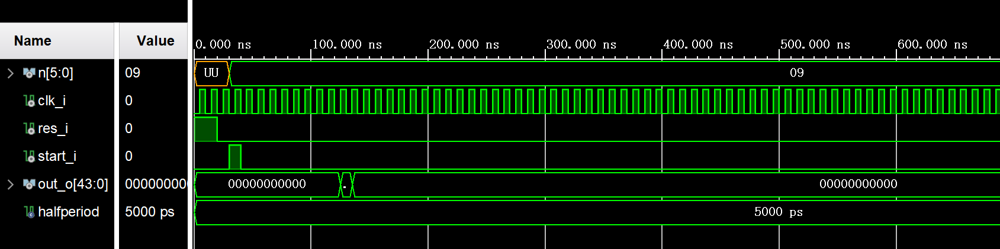 Name Value 0.000 ns 100.000 ns 200.000 ns 300.000 ns 400.000 ns 500.000 ns 600.000 ns
n[5:0] 09 UU 09
clk_i 0
res_i 0
start_i 0
out_o[43:0] 000000000 00000000000 . 00000000000
halfperiod 5000 ps 5000 ps